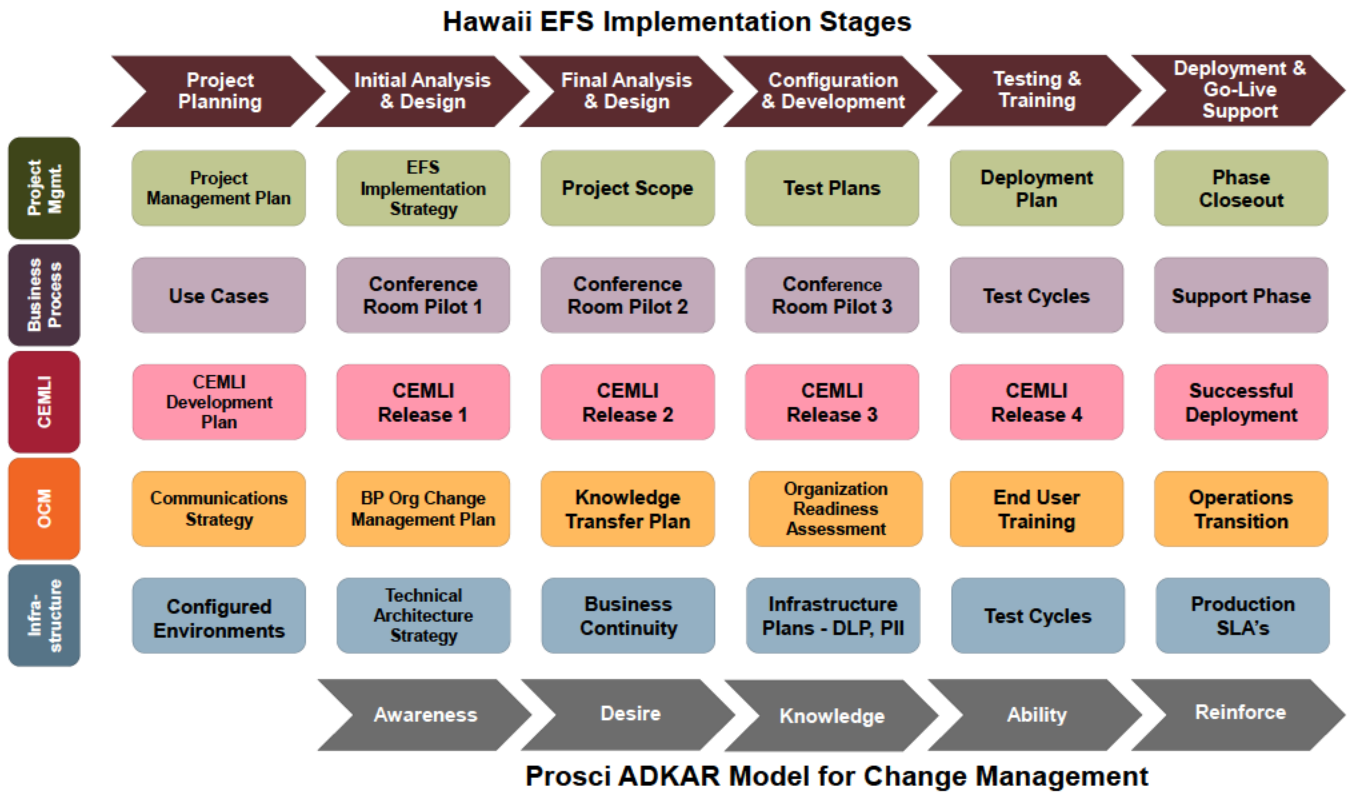 Hawaii EFS Implementation Stages
Project
Planning
Initial Analysis
& Design
Final Analysis
& Design
Configuration
& Development
Testing &
Training
Deployment &
Go-Live
Support
Project
Mgmt.
Project
Management Plan
EFS
Implementation
Strategy
Project Scope
Test Plans
Deployment
Plan
Phase
Closeout
Business
Process
Use Cases
Conference
Room Pilot 1
Conference
Room Pilot 2
Conference
Room Pilot 3
Test Cycles
Support Phase
CEMLI
CEMLI
Development
Plan
CEMLI
Release 1
CEMLI
Release 2
CEMLI
Release 3
CEMLI
Release 4
Successful
Deployment
OCM
Communications
Strategy
BP Org Change
Management Plan
Knowledge
Transfer Plan
Organization
Readiness
Assessment
End User
Training
Operations
Transition
Infra-
structure
Configured
Environments
Technical
Architecture
Strategy
Business
Continuity
Infrastructure
Plans - DLP, PII
Test Cycles
Production
SLA's
Awareness
Desire
Knowledge
Ability
Reinforce
Prosci ADKAR Model for Change Management